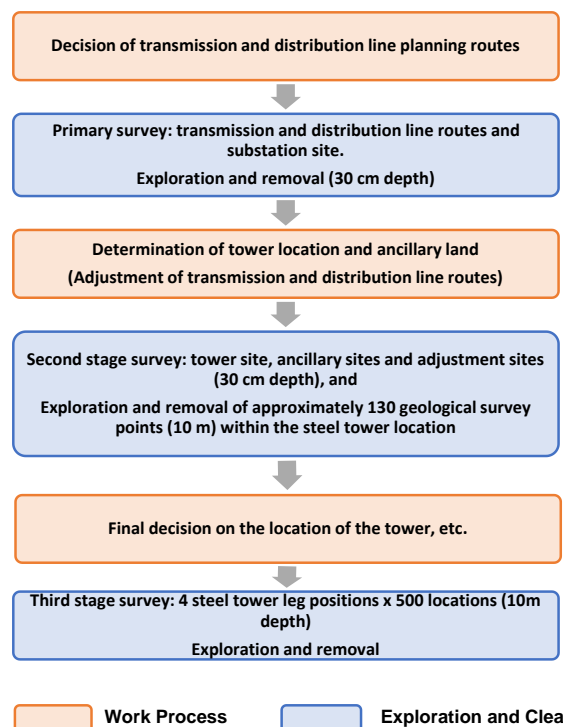 Decision of transmission and distribution line planning routes
Primary survey: transmission and distribution line routes and
substation site.
Exploration and removal (30 cm depth)
Determination of tower location and ancillary land
(Adjustment of transmission and distribution line routes)
Second stage survey: tower site, ancillary sites and adjustment sites
(30 cm depth), and
Exploration and removal of approximately 130 geological survey
points (10 m) within the steel tower location
Final decision on the location of the tower, etc.
Third stage survey: 4 steel tower leg positions x 500 locations (10m
depth)
Exploration and removal
Work Process
Exploration and Clea